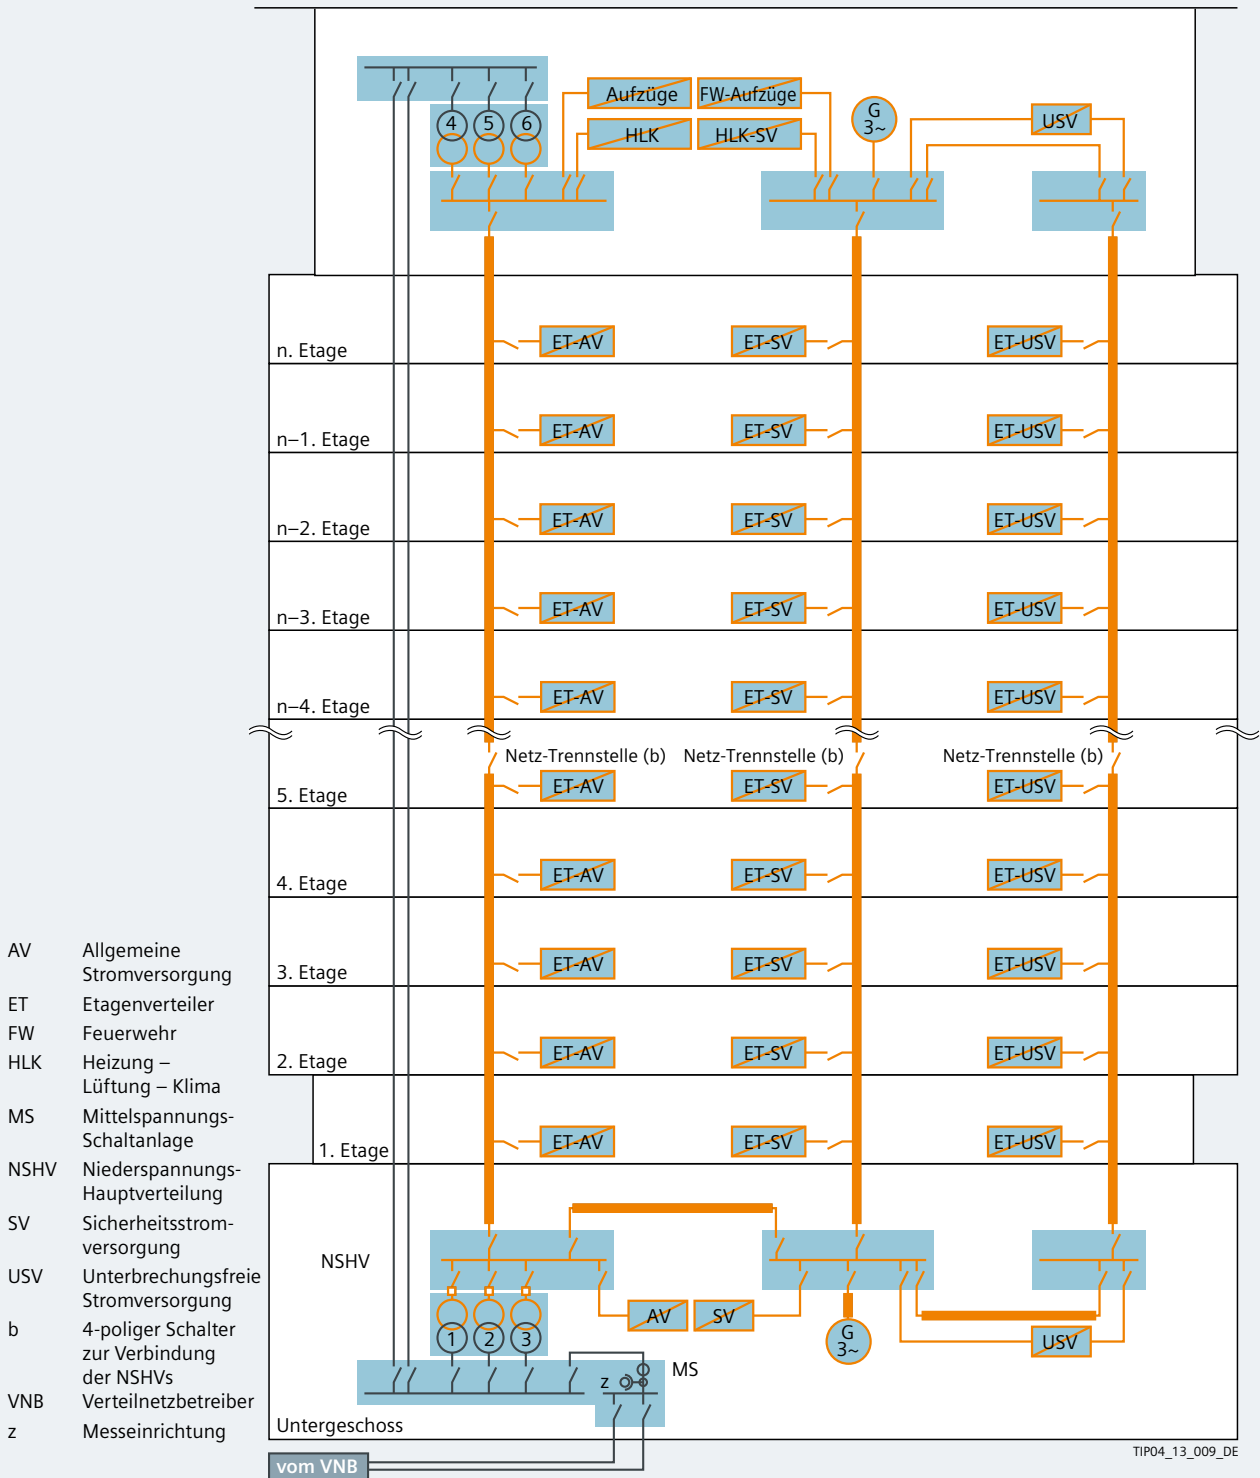 Aufzüge FW-Aufzüge
HLK HLK-SV
G
3~
USV
4 5 6
n. Etage ET-AV ET-SV ET-USV
n–1. Etage ET-AV ET-SV ET-USV
n–2. Etage ET-AV ET-SV ET-USV
n–3. Etage ET-AV ET-SV ET-USV
n–4. Etage ET-AV ET-SV ET-USV
Netz-Trennstelle (b) Netz-Trennstelle (b) Netz-Trennstelle (b)
5. Etage ET-AV ET-SV ET-USV
4. Etage ET-AV ET-SV ET-USV
3. Etage ET-AV ET-SV ET-USV
2. Etage ET-AV ET-SV ET-USV
1. Etage ET-AV ET-SV ET-USV
NSHV
AV SV
G
3~
USV
1 2 3
z
MS
Untergeschoss
vom VNB
AV Allgemeine
Stromversorgung
ET Etagenverteiler
FW Feuerwehr
HLK Heizung –
Lüftung – Klima
MS Mittelspannungs-
Schaltanlage
NSHV Niederspannungs-
Hauptverteilung
SV Sicherheitsstrom-
versorgung
USV Unterbrechungsfreie
Stromversorgung
b 4-poliger Schalter
zur Verbindung
der NSHVs
VNB Verteilnetzbetreiber
z Messeinrichtung
TIP04_13_009_DE